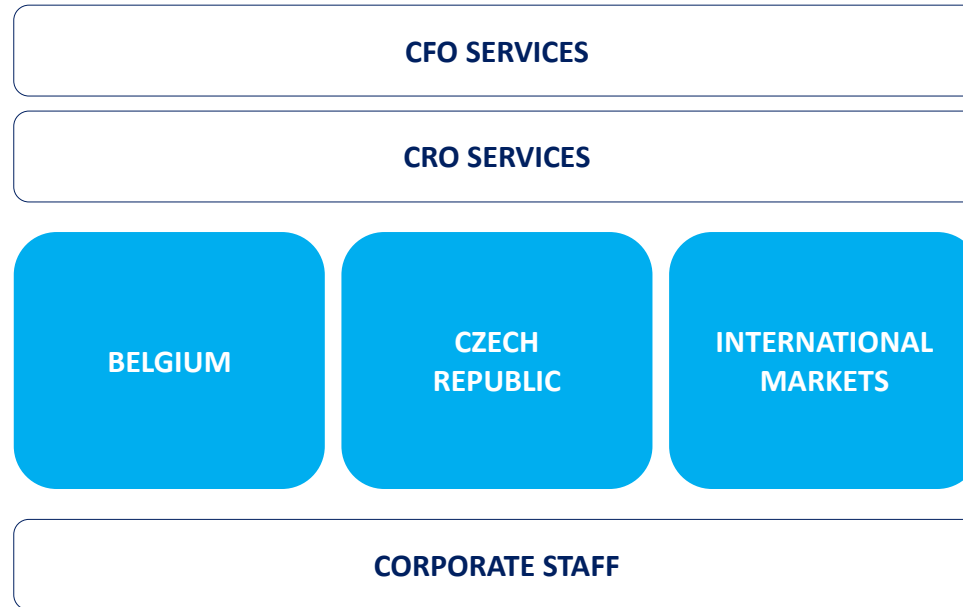 CFO SERVICES
CRO SERVICES
BELGIUM
CZECH
REPUBLIC
INTERNATIONAL
MARKETS
CORPORATE STAFF